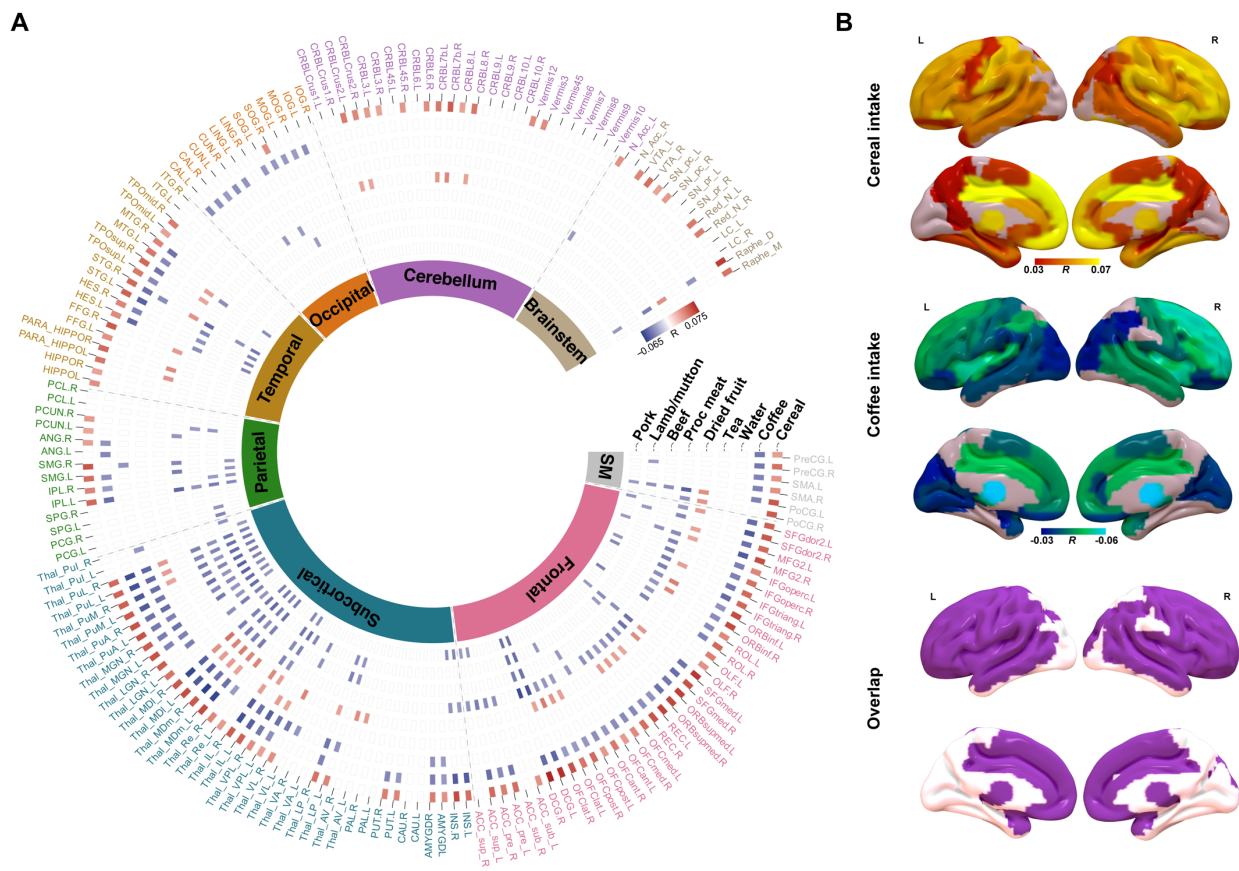 A
B
CRBLCrus1.L
CRBLCrus1.R
CRBLCrus2.L
CRBLCrus2.R
CRBL3.L
CRBL3.R
CRBL45.L
CRBL45.R
CRBL6.L
CRBL6.R
CRBL7b.L
CRBL7b.R
CRBL8.L
CRBL8.R
CRBL9.L
CRBL9.R
CRBL10.L
CRBL10.R
Vermis12
Vermis3
Vermis45
Vermis6
Vermis7
Vermis8
Vermis9
Vermis10
N_Acc_L
N_Acc_R
VTA_L
VTA_R
SN_pc_L
SN_pc_R
SN_pr_L
SN_pr_R
Red_N_L
Red_N_R
LC_L
LC_R
Raphe_D
Raphe_M
IOG.R
IOG.L
MOG.R
MOG.L
SOG.R
SOG.L
LING.R
LING.L
CUN.R
CUN.L
CAL.R
CAL.L
ITG.R
ITG.L
TPOmid.R
TPOmid.L
MTG.R
MTG.L
TPOsup.R
TPOsup.L
STG.R
STG.L
HES.R
HES.L
FFG.R
FFG.L
PARA_HIPPOR
PARA_HIPPOL
HIPPOR
HIPPOL
PCL.R
PCL.L
PCUN.R
PCUN.L
ANG.R
ANG.L
SMG.R
SMG.L
IPL.R
IPL.L
SPG.R
SPG.L
PCG.R
PCG.L
Thal_Pul_R
Thal_Pul_L
Thal_PuL_R
Thal_PuL_L
Thal_PuM_R
Thal_PuM_L
Thal_PuA_R
Thal_PuA_L
Thal_MGN_R
Thal_MGN_L
Thal_LGN_R
Thal_LGN_L
Thal_MDl_R
Thal_MDl_L
Thal_MDm_R
Thal_MDm_L
Thal_Re_R
Thal_Re_L
Thal_IL_R
Thal_IL_L
Thal_VPL_R
Thal_VPL_L
Thal_VL_R
Thal_VL_L
Thal_VA_R
Thal_VA_L
Thal_LP_R
Thal_LP_L
Thal_AV_R
Thal_AV_L
PAL.R
PAL.L
PUT.R
PUT.L
CAU.R
CAU.L
AMYGDR
AMYGDL
INS.R
INS.L
ACC_sup_R
ACC_sup_L
ACC_pre_R
ACC_pre_L
ACC_sub_R
ACC_sub_L
DCG.R
DCG.L
OFClat.R
OFClat.L
OFCpost.R
OFCpost.L
OFCant.R
OFCant.L
OFCmed.R
OFCmed.L
REC.R
REC.L
ORBsupmed.R
ORBsupmed.L
SFGmed.R
SFGmed.L
OLF.R
OLF.L
ROL.R
ROL.L
ORBinf.R
ORBinf.L
IFGtriang.R
IFGtriang.L
IFGoperc.R
IFGoperc.L
MFG2.R
MFG2.L
SFGdor2.R
SFGdor2.L
PoCG.R
PoCG.L
SMA.R
SMA.L
PreCG.R
PreCG.L
Occipital
Cerebellum
Brainstem
Temporal
Parietal
Subcortical
Frontal
SM
-0.065 R 0.075
Pork
Lamb/mutton
Beef
Proc meat
Dried fruit
Tea
Water
Coffee
Cereal
Cereal intake
L
R
0.03 R 0.07
Coffee intake
L
R
-0.03 R -0.06
Overlap
L
R